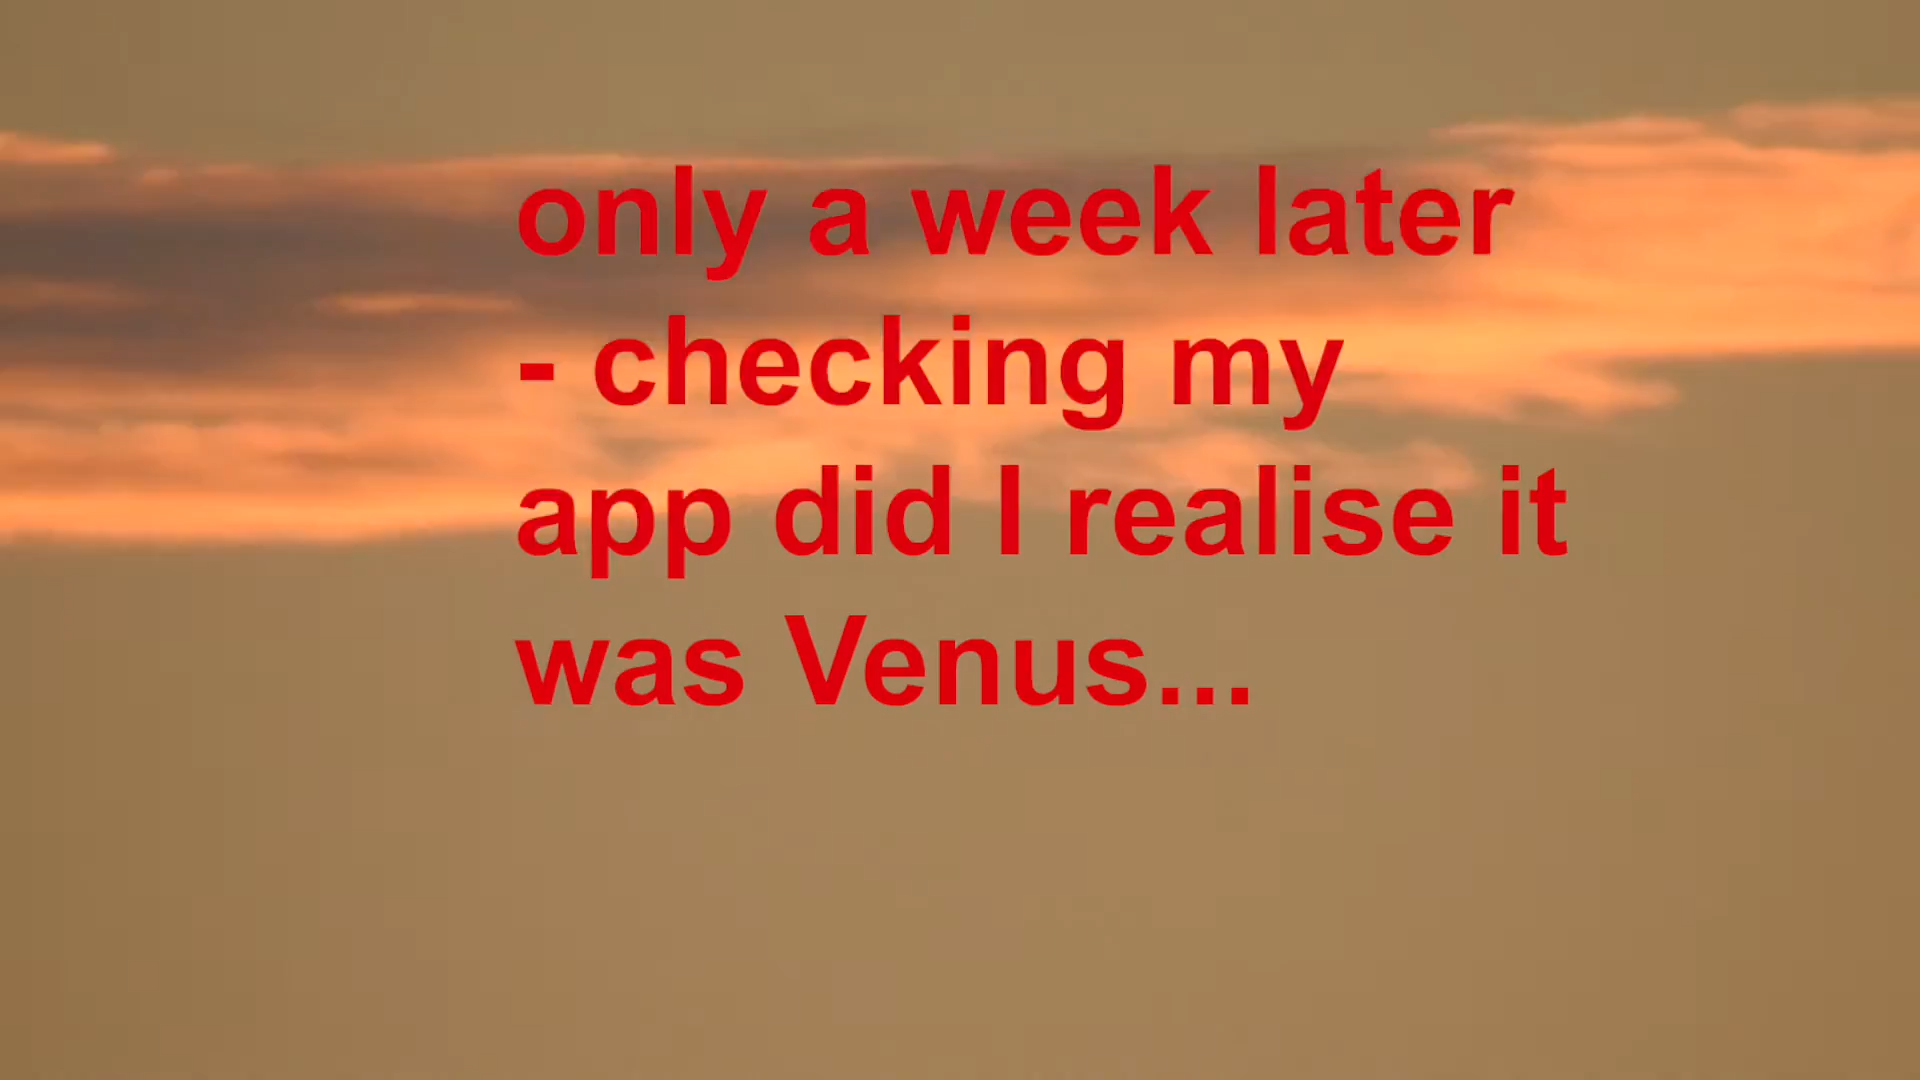 only a week later
- checking my
app did I realise it
was Venus...